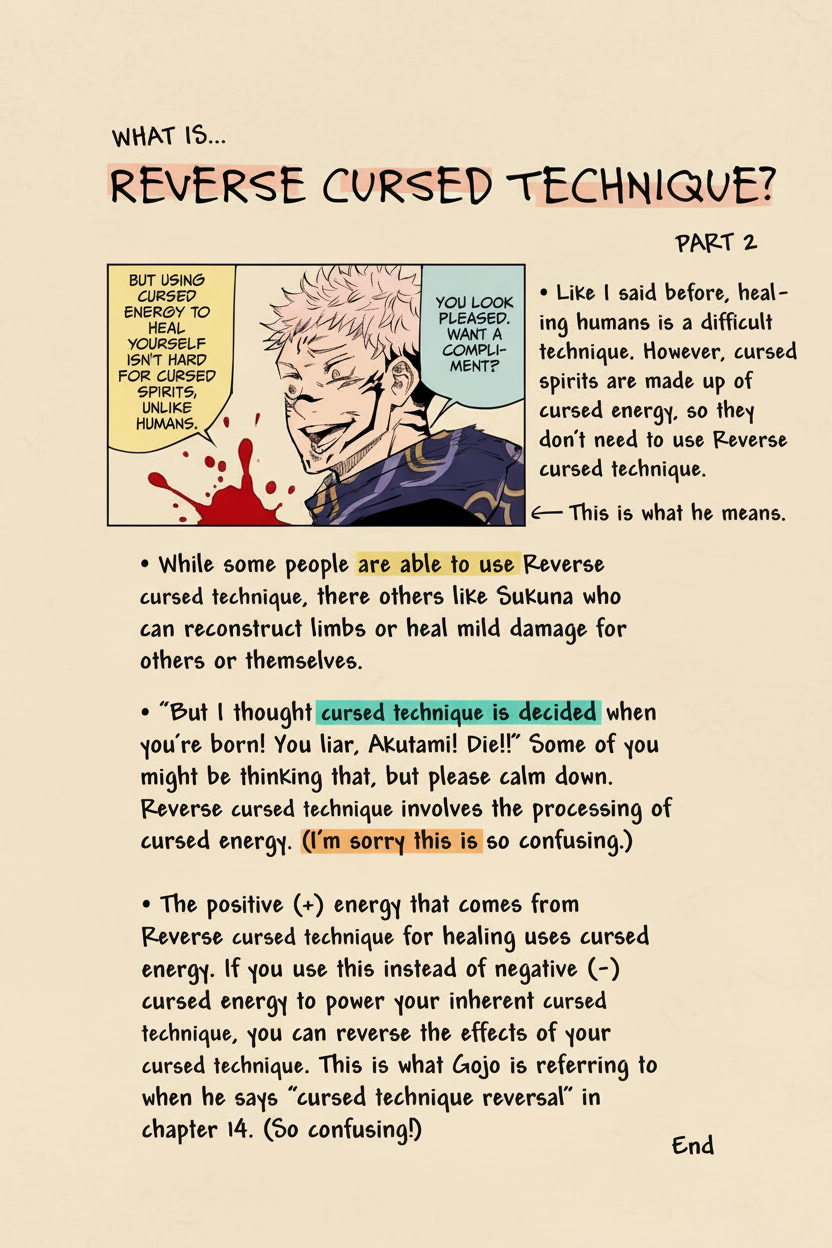 WHAT IS...
REVERSE CURSED TECHNIQUE?
PART 2
BUT USING
CURSED
ENERGY TO
HEAL
YOURSELF
ISN'T HARD
FOR CURSED
SPIRITS,
UNLIKE
HUMANS.
YOU LOOK
PLEASED.
WANT A
COMPLI-
MENT?
• Like I said before, heal-
ing humans is a difficult
technique. However, cursed
spirits are made up of
cursed energy, so they
don't need to use Reverse
cursed technique.
← This is what he means.
• While some people are able to use Reverse
cursed technique, there others like Sukuna who
can reconstruct limbs or heal mild damage for
others or themselves.
• "But I thought cursed technique is decided when
you're born! You liar, Akutami! Die!!" Some of you
might be thinking that, but please calm down.
Reverse cursed technique involves the processing of
cursed energy. (I'm sorry this is so confusing.)
• The positive (+) energy that comes from
Reverse cursed technique for healing uses cursed
energy. If you use this instead of negative (-)
cursed energy to power your inherent cursed
technique, you can reverse the effects of your
cursed technique. This is what Gojo is referring to
when he says "cursed technique reversal" in
chapter 14. (So confusing!)
End